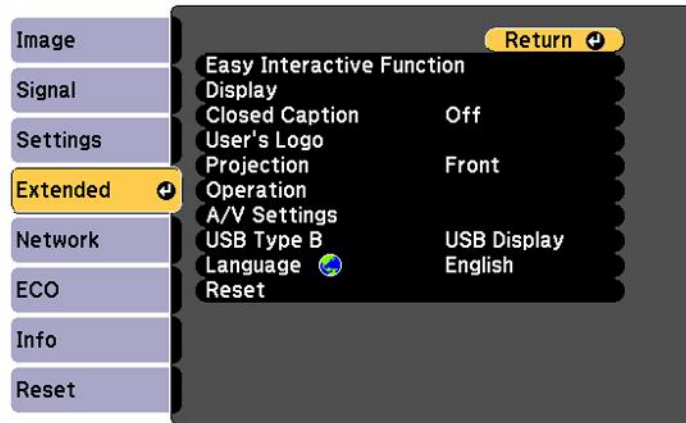 Image
Signal
Settings
Extended
Network
ECO
Info
Reset
Return
Easy Interactive Function
Display
Closed Caption Off
User's Logo
Projection Front
Operation
A/V Settings
USB Type B USB Display
Language English
Reset